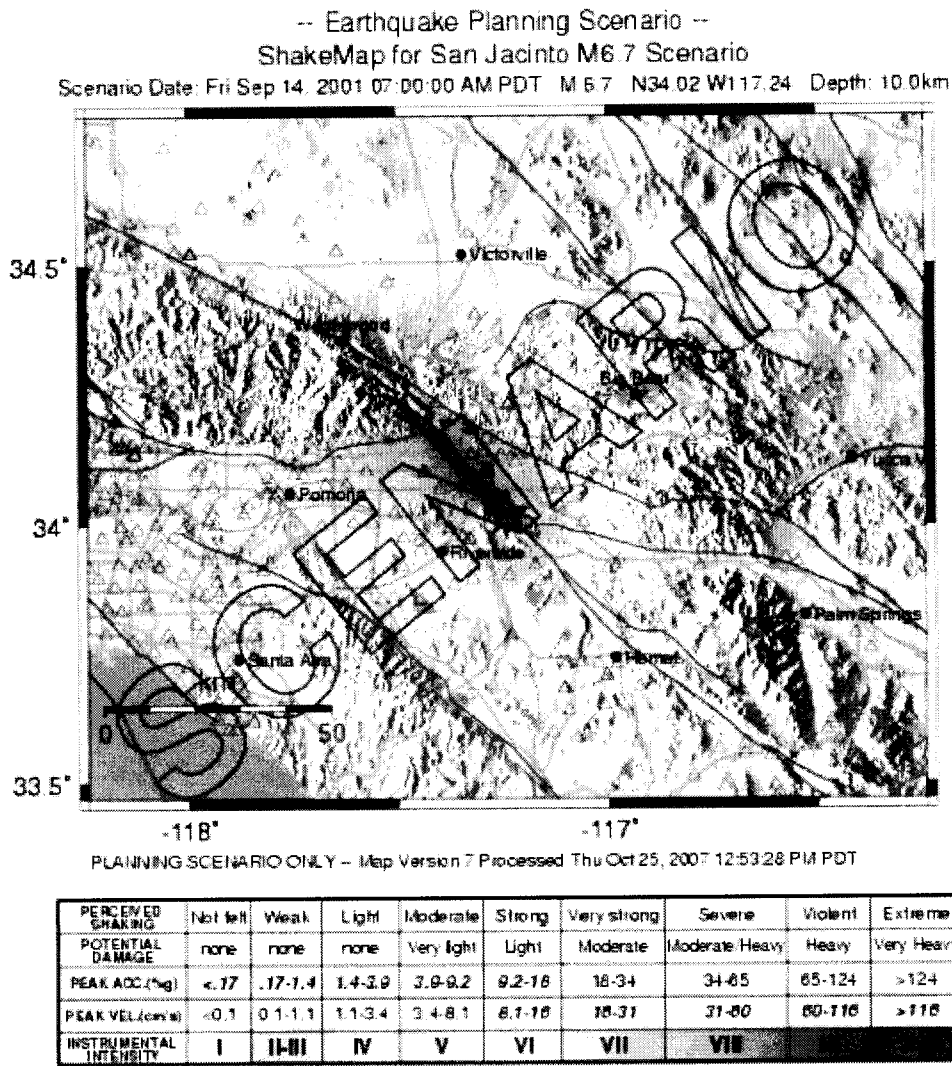 -- Earthquake Planning Scenario --
ShakeMap for San Jacinto M6.7 Scenario
Scenario Date: Fri Sep 14, 2001 07:00:00 AM PDT M 6.7 N34.02 W117.24 Depth: 10.0km
SCENARIO
34.5°
Victorville
Wrightwood
Big Bear
Yucca V
34°
Pomona
Riverside
Palm Springs
Santa Ana
Hemet
km
0 50
33.5°
-118° -117°
PLANNING SCENARIO ONLY -- Map Version 7 Processed Thu Oct 25, 2007 12:53:28 PM PDT
PERCEIVED SHAKING Not felt Weak Light Moderate Strong Very strong Severe Violent Extreme
POTENTIAL DAMAGE none none none Very light Light Moderate Moderate/Heavy Heavy Very Heavy
PEAK ACC.(%g) <.17 .17-1.4 1.4-3.9 3.9-9.2 9.2-18 18-34 34-65 65-124 >124
PEAK VEL.(cm/s) <0.1 0.1-1.1 1.1-3.4 3.4-8.1 8.1-16 16-31 31-60 60-116 >116
INSTRUMENTAL INTENSITY I II-III IV V VI VII VIII